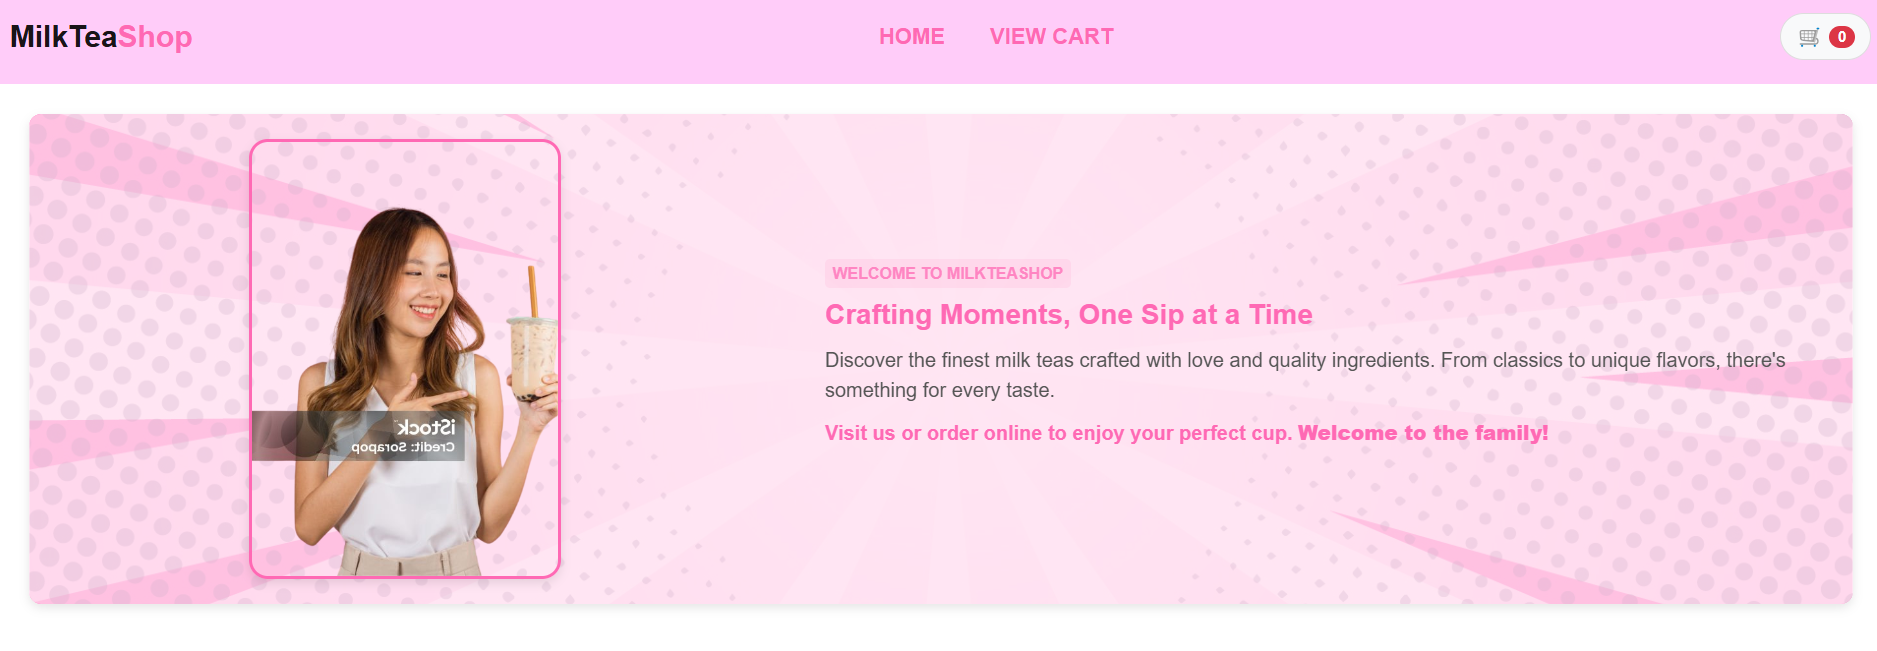 MilkTeaShop
HOME
VIEW CART
0
WELCOME TO MILKTEASHOP
Crafting Moments, One Sip at a Time
Discover the finest milk teas crafted with love and quality ingredients. From classics to unique flavors, there's
something for every taste.
Visit us or order online to enjoy your perfect cup. Welcome to the family!
iStock
Credit: Sorapop